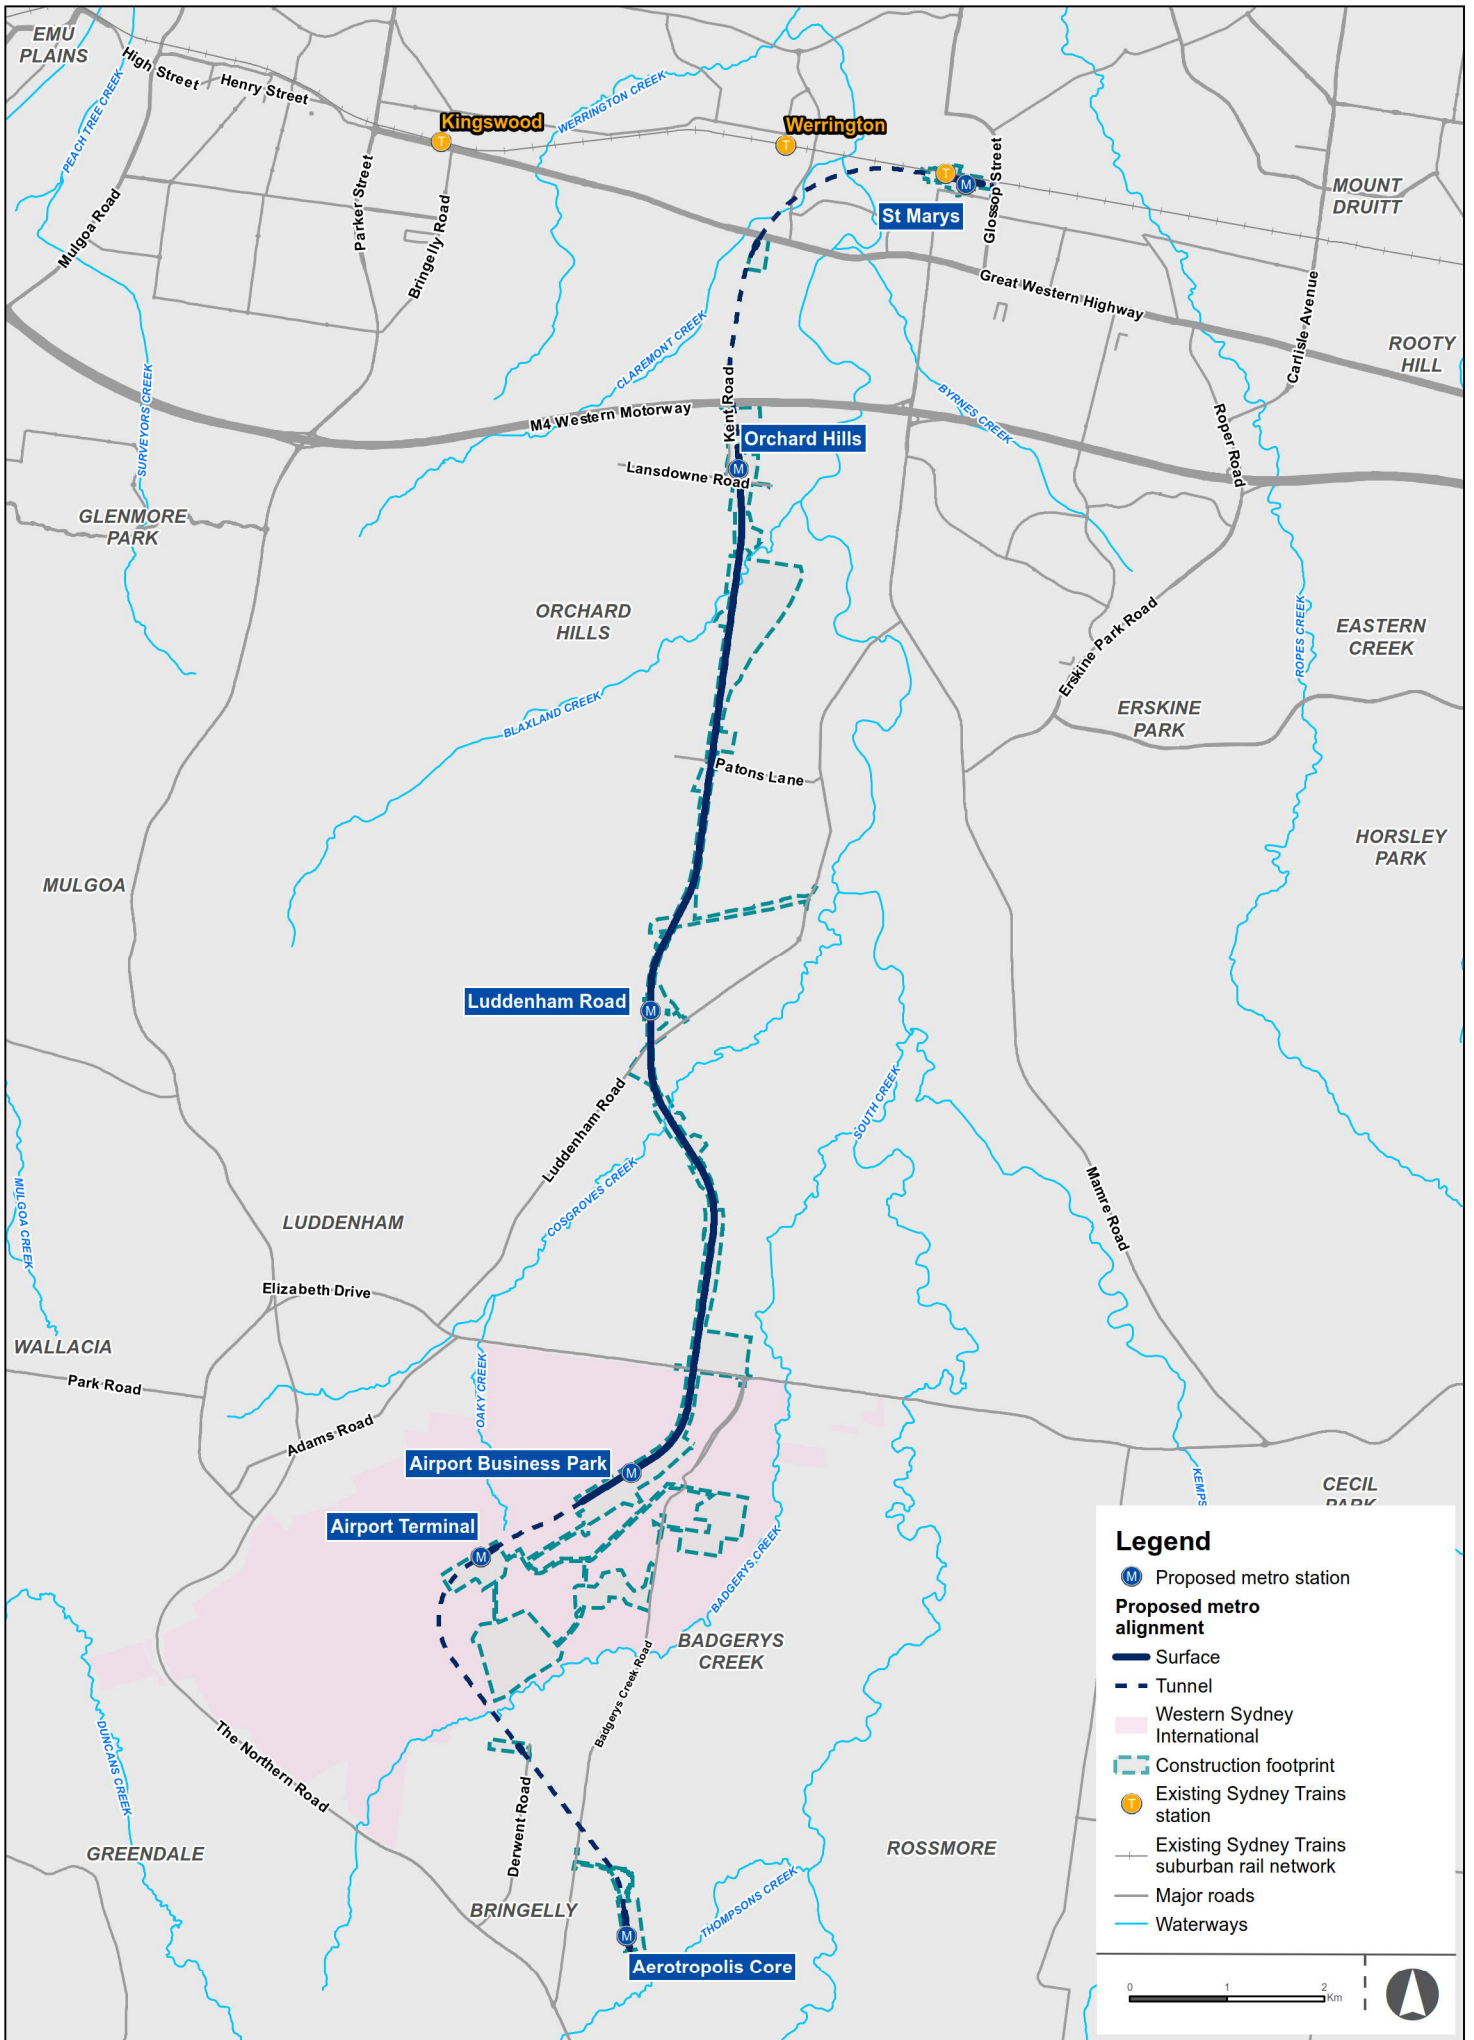 EMU
PLAINS
High Street
Henry Street
PEACH TREE CREEK
Kingswood
T
WERRINGTON CREEK
Werrington
T
T
M
St Marys
Glossop Street
MOUNT
DRUITT
Mulgoa Road
Parker Street
Bringelly Road
Great Western Highway
Carlisle Avenue
ROOTY
HILL
CLAREMONT CREEK
SURVEYORS CREEK
Kent Road
M4 Western Motorway
BYRNES CREEK
Roper Road
Orchard Hills
M
Lansdowne Road
GLENMORE
PARK
ORCHARD
HILLS
Erskine Park Road
ROPES CREEK
EASTERN
CREEK
BLAXLAND CREEK
ERSKINE
PARK
Patons Lane
HORSLEY
PARK
MULGOA
Luddenham Road
M
Luddenham Road
SOUTH CREEK
MULGOA CREEK
COSGROVES CREEK
Mamre Road
LUDDENHAM
Elizabeth Drive
WALLACIA
Park Road
OAKY CREEK
Adams Road
Airport Business Park
M
KEMPS
CECIL
PARK
Airport Terminal
M
BADGERYS CREEK
BADGERYS
CREEK
Badgerys Creek Road
DUNCANS CREEK
The Northern Road
Derwent Road
GREENDALE
ROSSMORE
BRINGELLY
THOMPSONS CREEK
M
Aerotropolis Core
Legend
M Proposed metro station
Proposed metro
alignment
Surface
Tunnel
Western Sydney
International
Construction footprint
T Existing Sydney Trains
station
Existing Sydney Trains
suburban rail network
Major roads
Waterways
0 1 2
Km